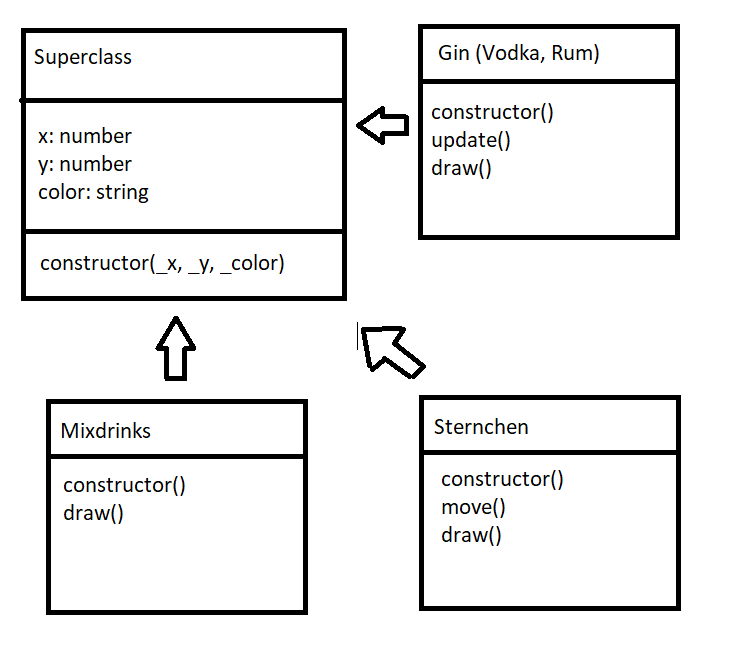 Superclass
x: number
y: number
color: string
constructor(_x, _y, _color)
Gin (Vodka, Rum)
constructor()
update()
draw()
Mixdrinks
constructor()
draw()
Sternchen
constructor()
move()
draw()